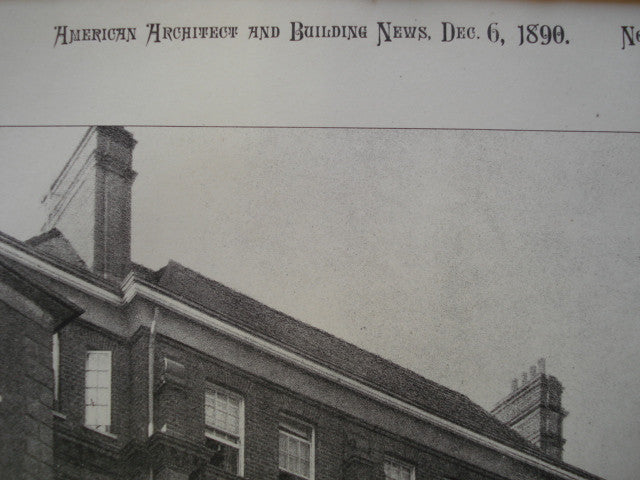 American Architect and Building News, Dec. 6, 1890.